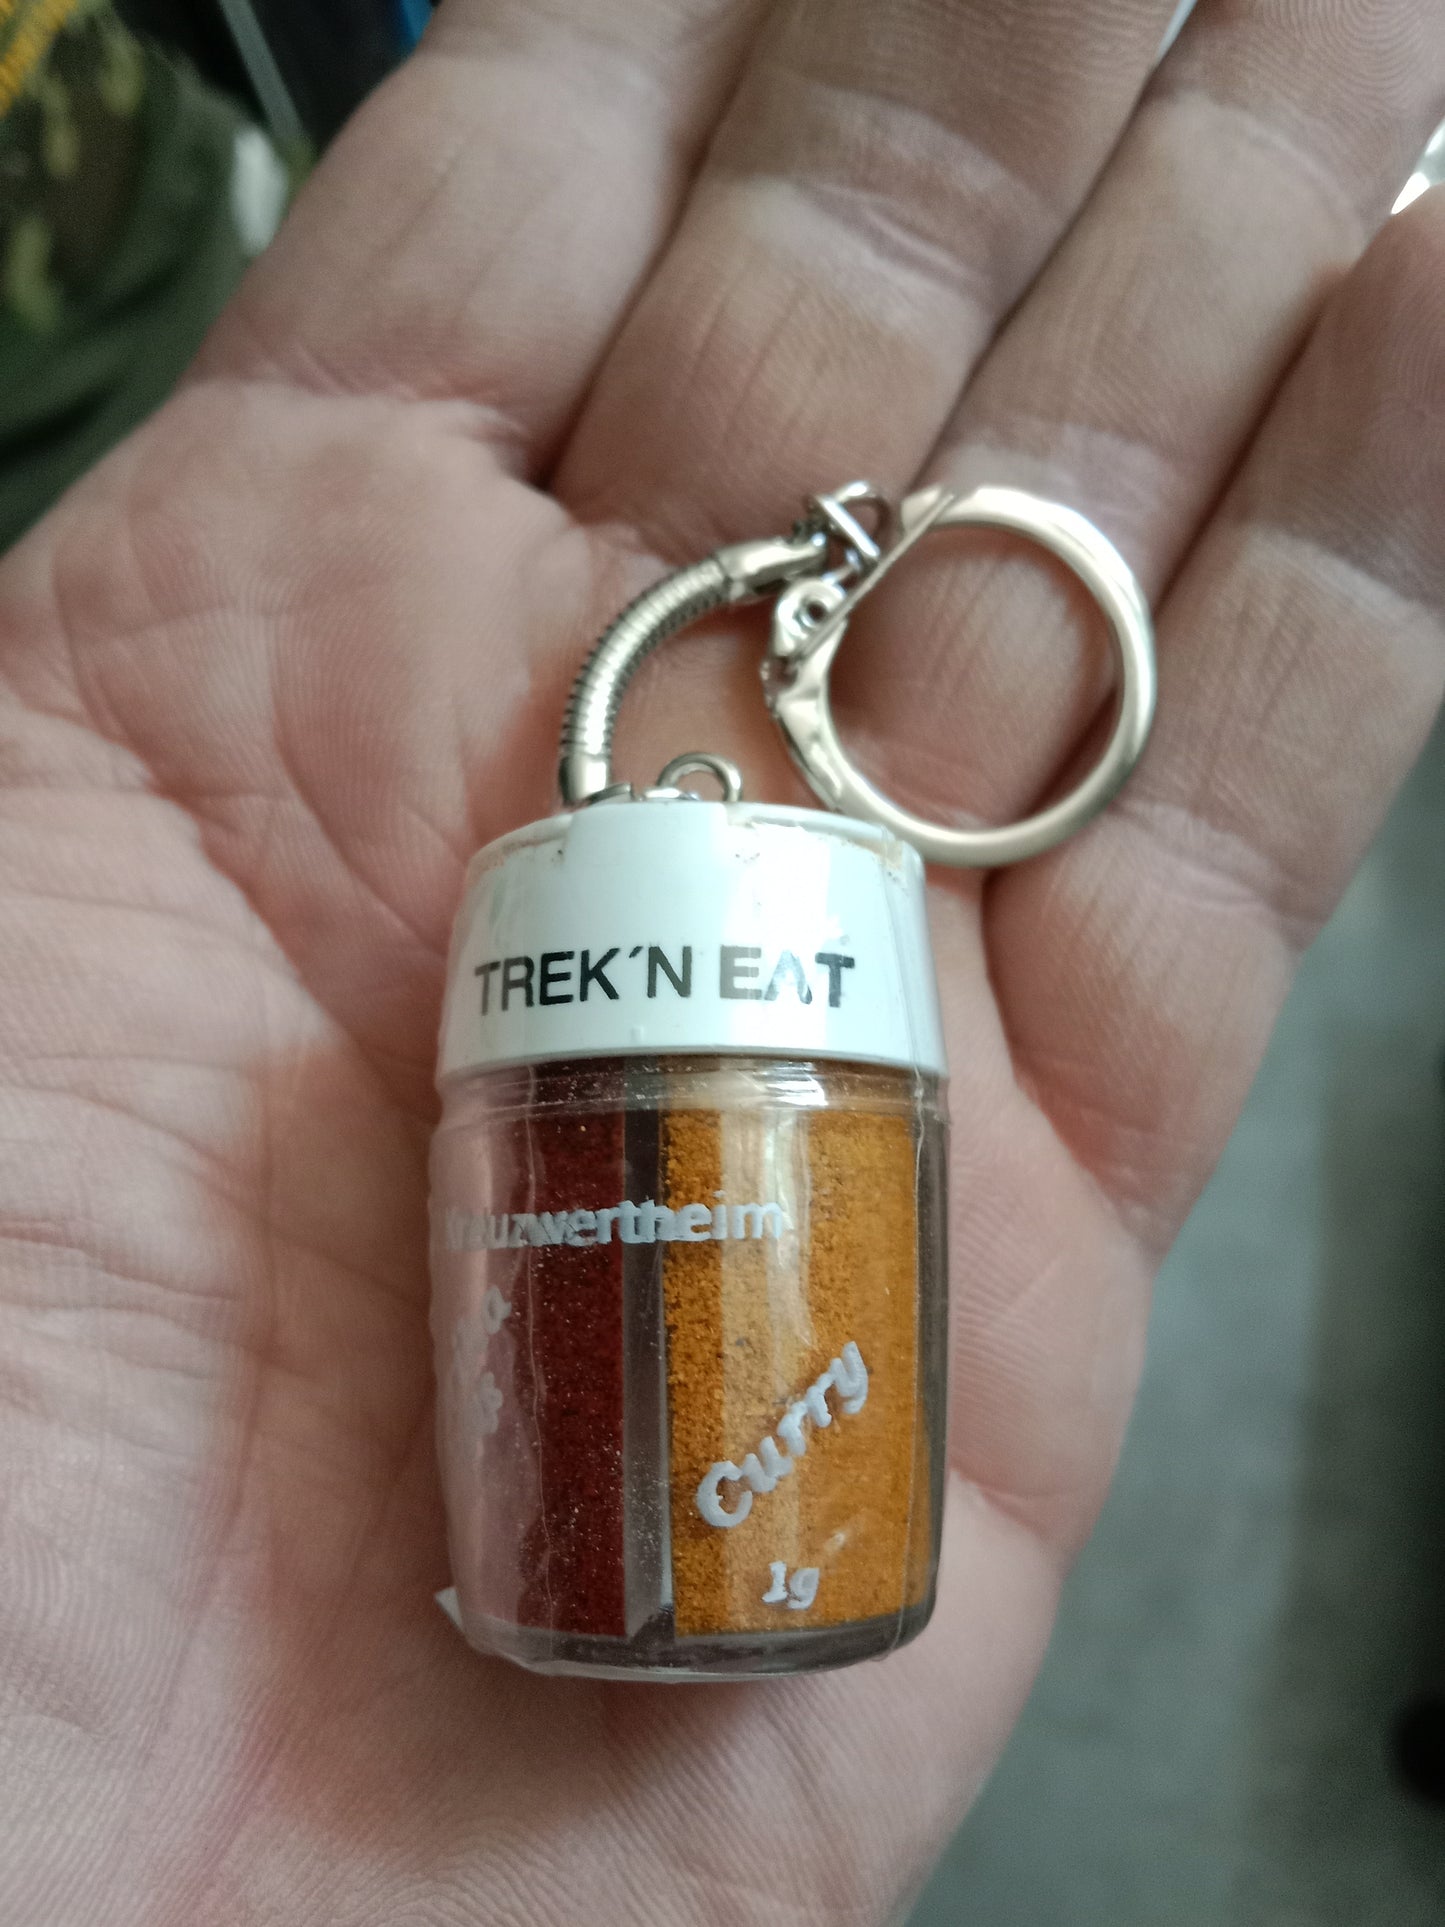 TREK´N EAT
Kreuzwertheim
Curry
1g